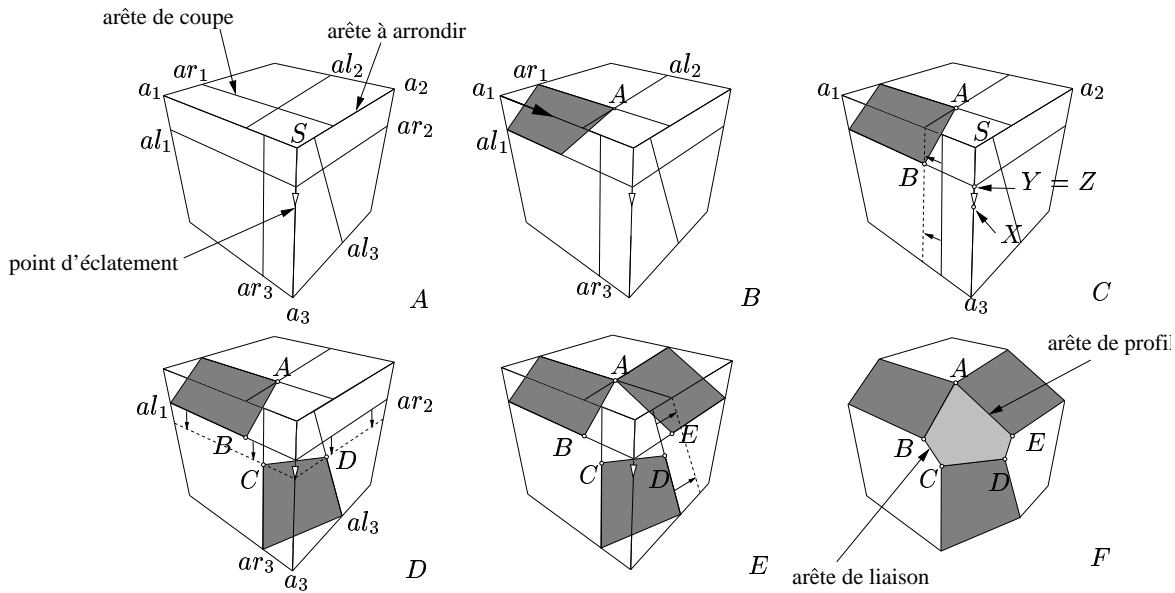 arête de coupe
arête à arrondir
ar₁
al₂
a₁
a₂
S
ar₂
al₁
point d'éclatement
al₃
ar₃
a₃
A
ar₁
al₂
a₁
A
al₁
ar₃
B
a₁
A
a₂
S
B
Y = Z
X
a₃
C
A
al₁
ar₂
B
D
C
al₃
ar₃
a₃
D
A
B
E
C
D
E
arête de profil
A
B
E
C
D
arête de liaison
F